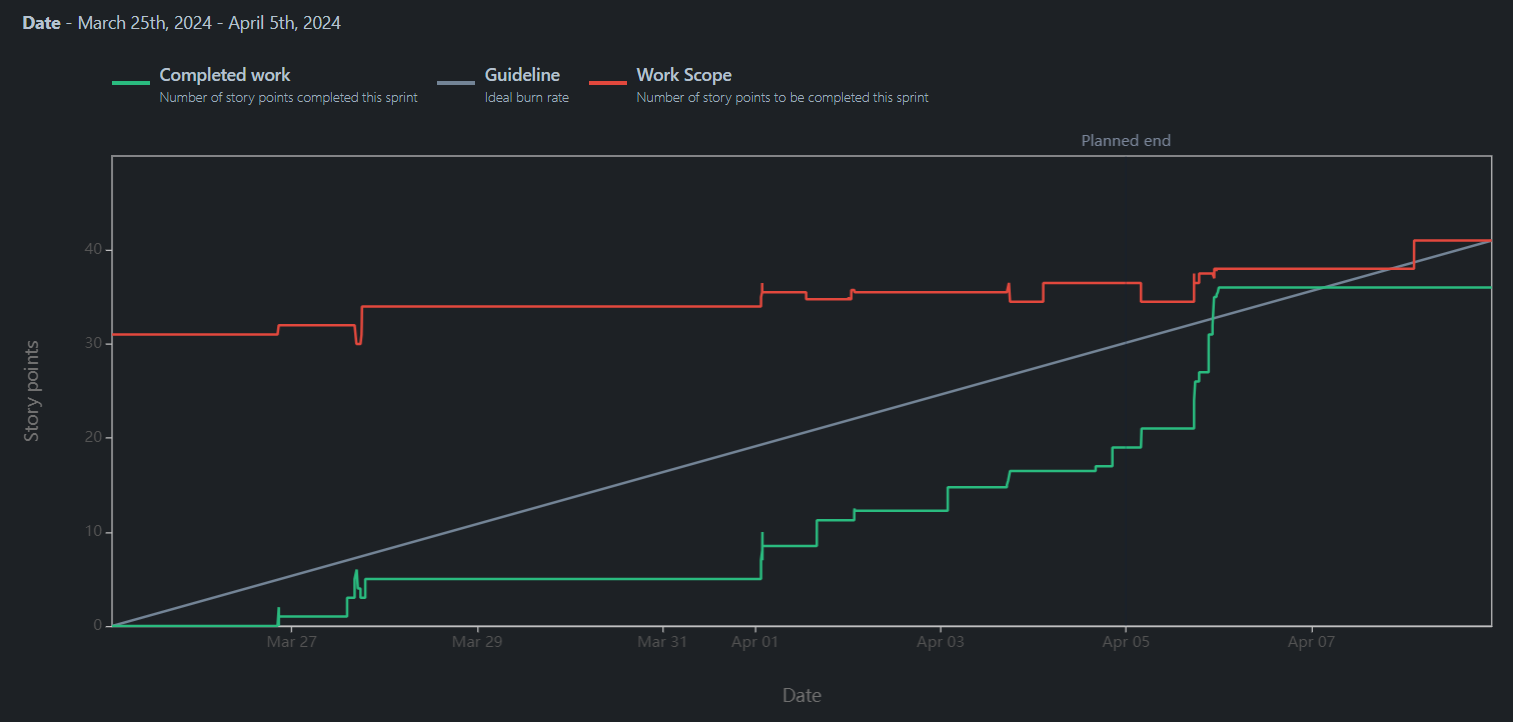 Date - March 25th, 2024 - April 5th, 2024
Completed work
Number of story points completed this sprint
Guideline
Ideal burn rate
Work Scope
Number of story points to be completed this sprint
Planned end
40
30
20
10
0
Story points
Mar 27
Mar 29
Mar 31
Apr 01
Apr 03
Apr 05
Apr 07
Date